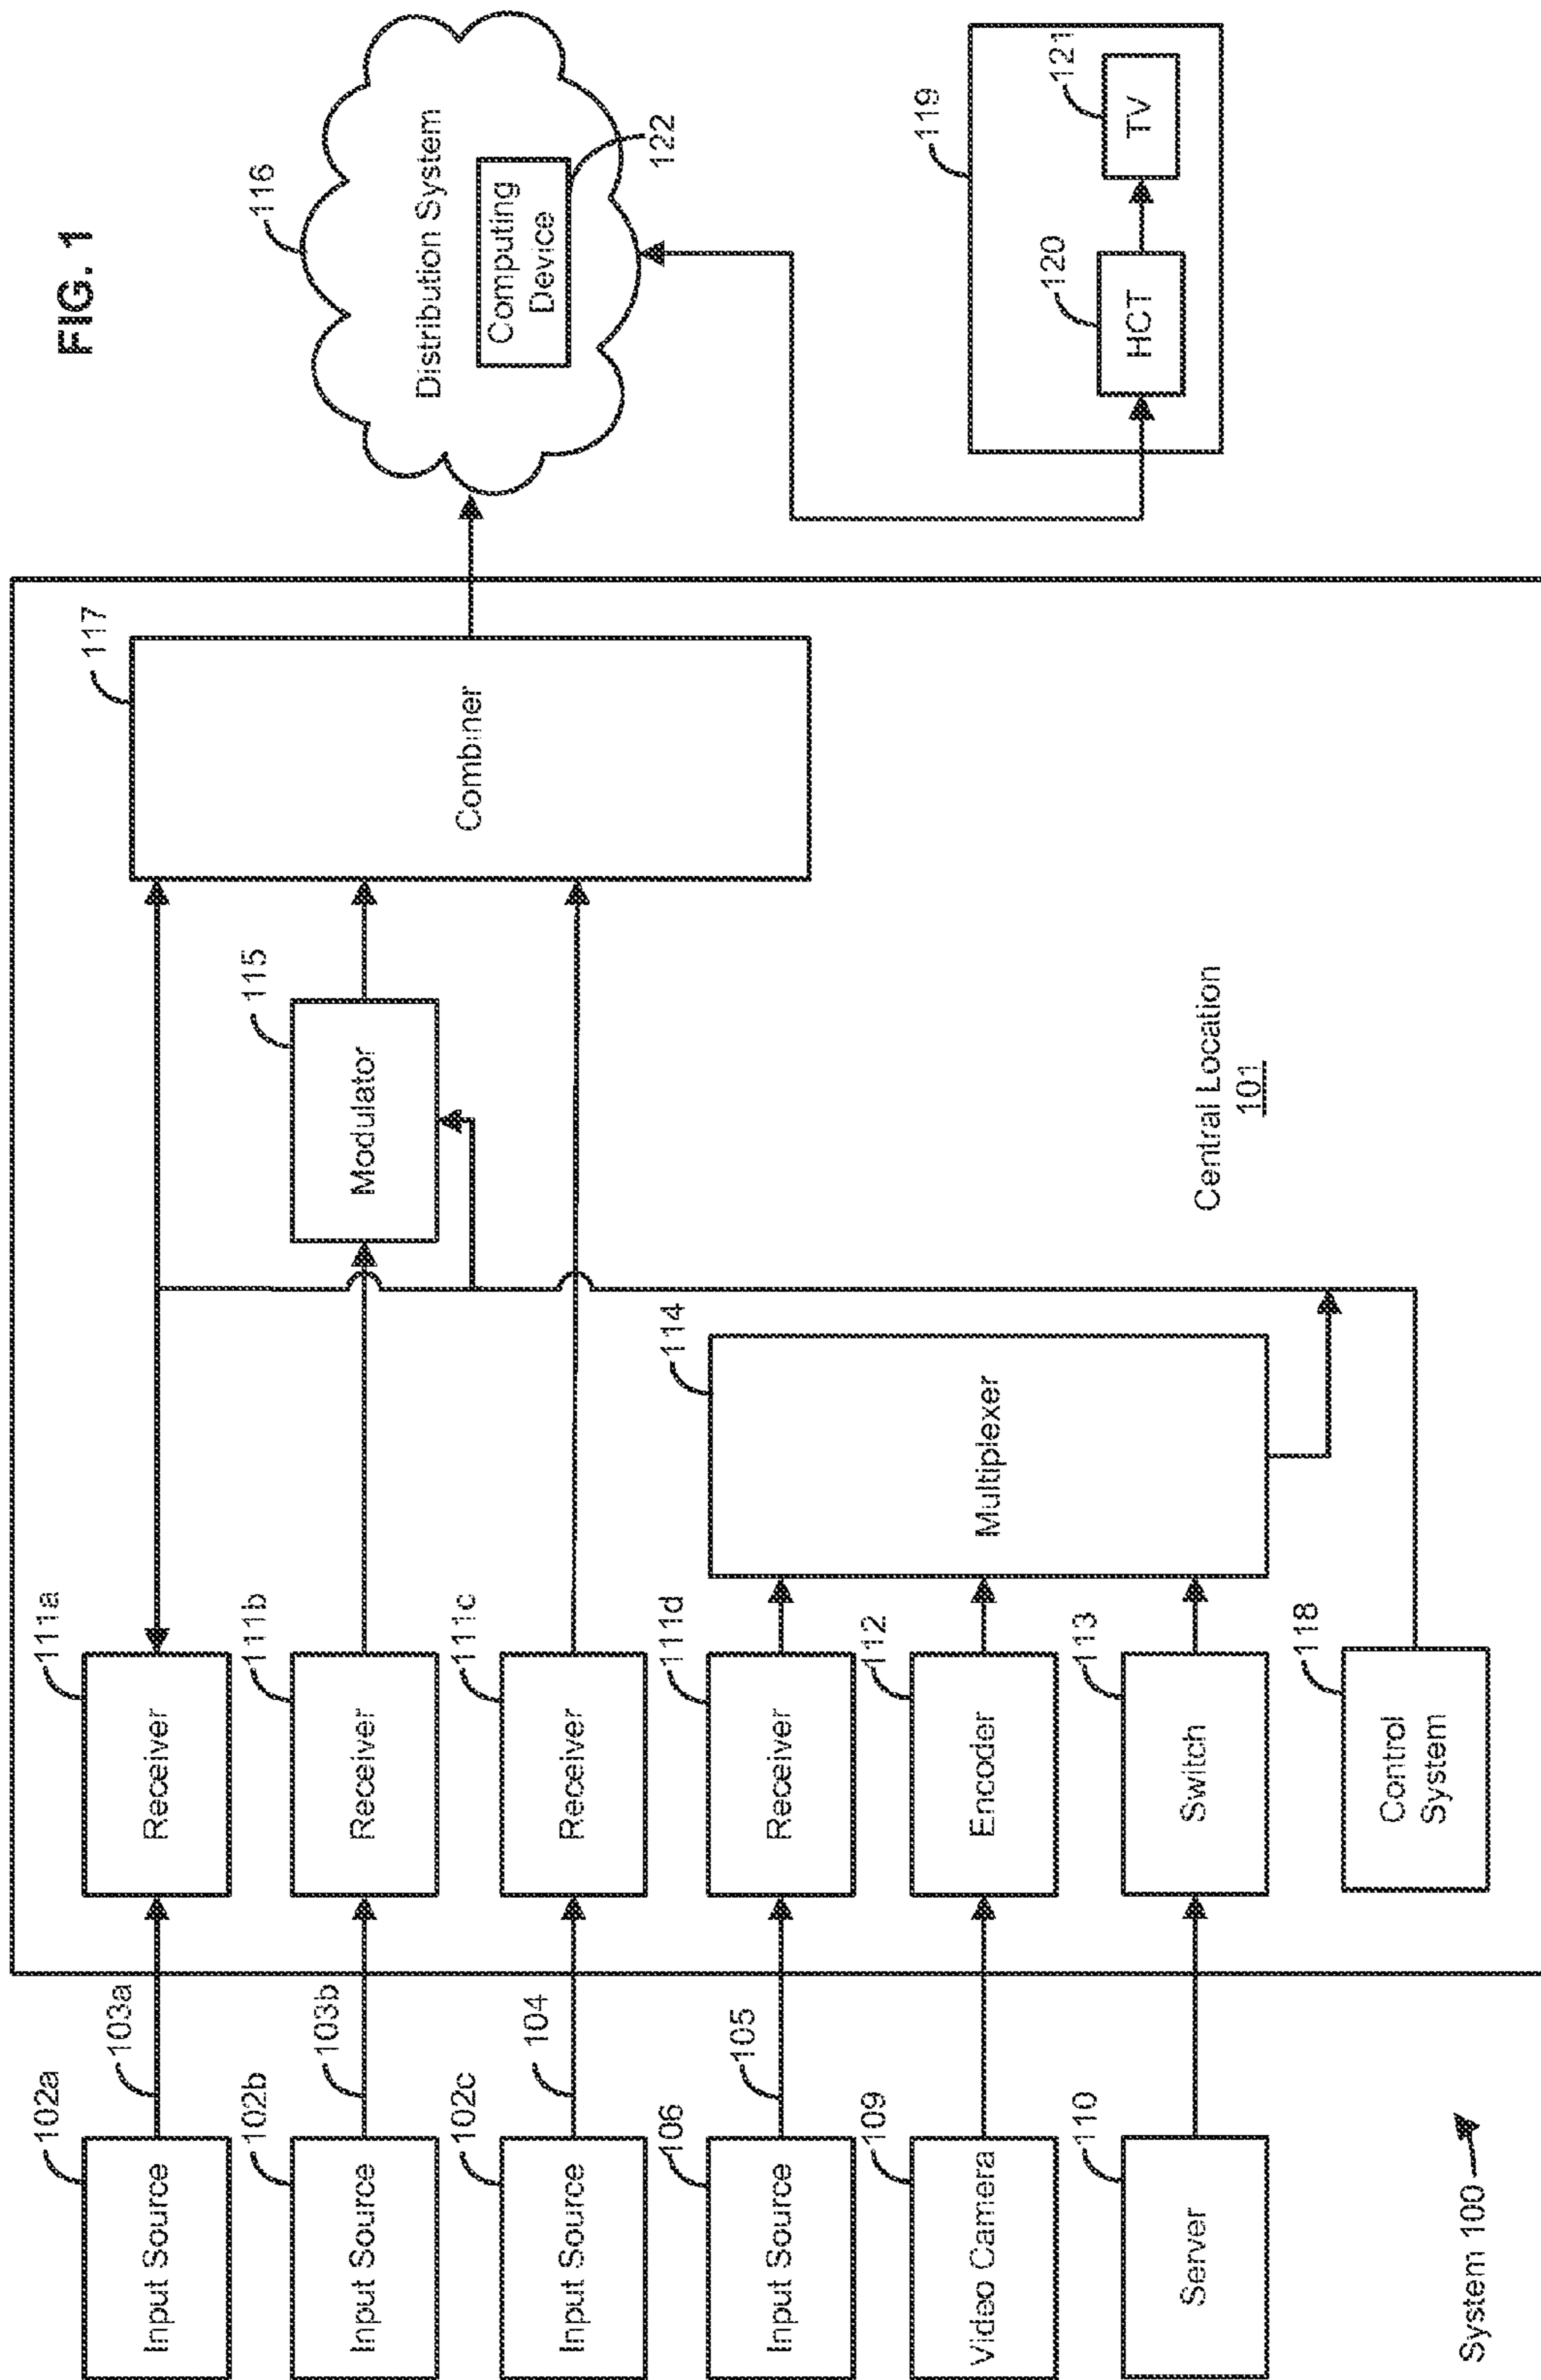 FIG. 1
102a
Input Source
103a
111a
Receiver
102b
Input Source
103b
111b
Receiver
115
Modulator
102c
Input Source
104
111c
Receiver
117
Combiner
116
Distribution System
Computing
Device
122
106
Input Source
105
111d
Receiver
114
Multiplexer
109
Video Camera
112
Encoder
110
Server
113
Switch
118
Control
System
Central Location
101
119
120
HCT
121
TV
System 100